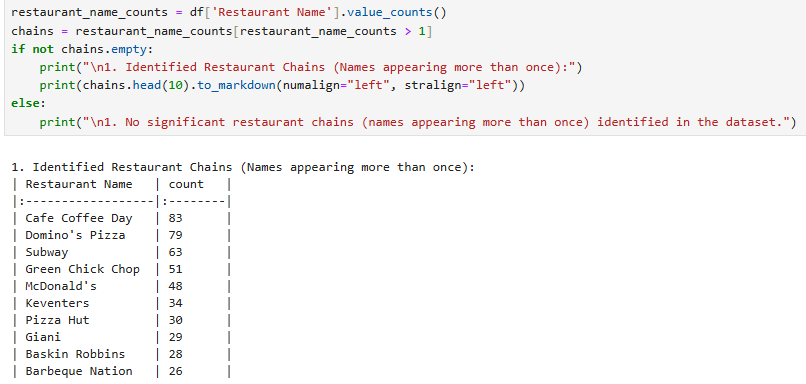 restaurant_name_counts = df['Restaurant Name'].value_counts()
chains = restaurant_name_counts[restaurant_name_counts > 1]
if not chains.empty:
    print("\n1. Identified Restaurant Chains (Names appearing more than once):")
    print(chains.head(10).to_markdown(numalign="left", stralign="left"))
else:
    print("\n1. No significant restaurant chains (names appearing more than once) identified in the dataset.")
1. Identified Restaurant Chains (Names appearing more than once):
| Restaurant Name   | count   |
|:------------------|:--------|
| Cafe Coffee Day   | 83      |
| Domino's Pizza    | 79      |
| Subway            | 63      |
| Green Chick Chop  | 51      |
| McDonald's        | 48      |
| Keventers         | 34      |
| Pizza Hut         | 30      |
| Giani             | 29      |
| Baskin Robbins    | 28      |
| Barbeque Nation   | 26      |